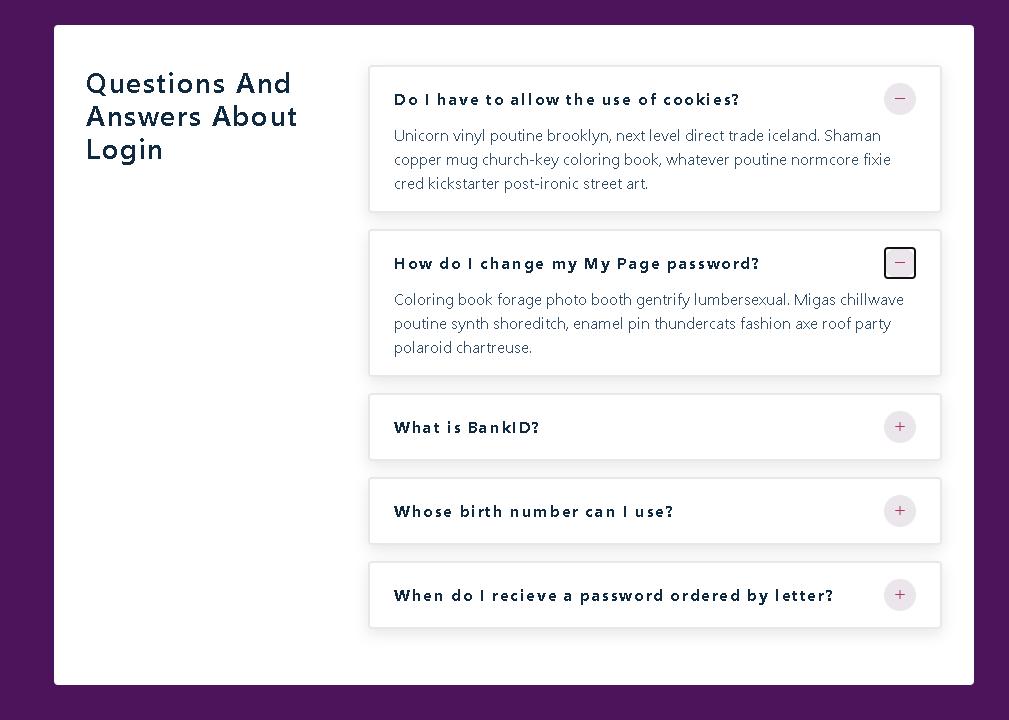 Questions And
Answers About
Login
Do I have to allow the use of cookies?
Unicorn vinyl poutine brooklyn, next level direct trade iceland. Shaman
copper mug church-key coloring book, whatever poutine normcore fixie
cred kickstarter post-ironic street art.
How do I change my My Page password?
Coloring book forage photo booth gentrify lumbersexual. Migas chillwave
poutine synth shoreditch, enamel pin thundercats fashion axe roof party
polaroid chartreuse.
What is BankID?
Whose birth number can I use?
When do I recieve a password ordered by letter?